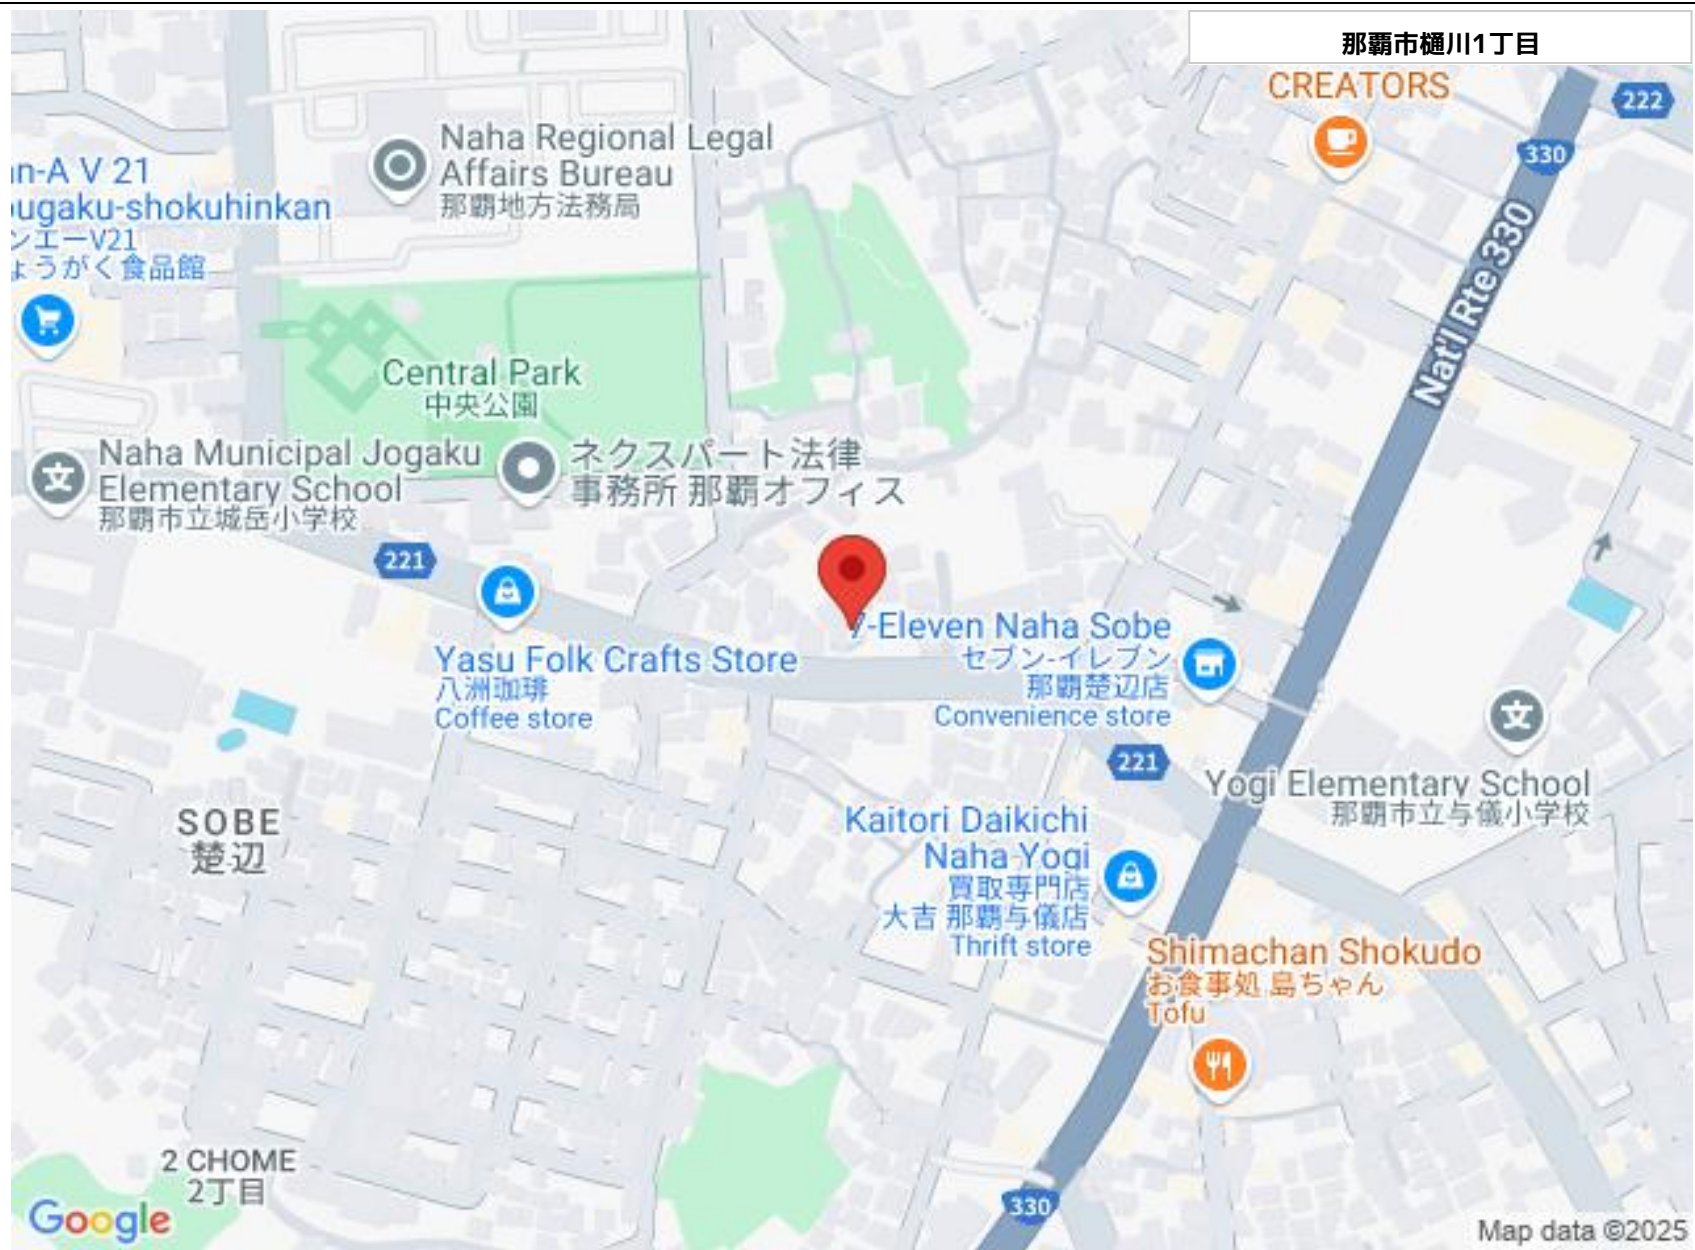 那覇市樋川1丁目
CREATORS
222
330
Nat'l Rte 330
Naha Regional Legal
Affairs Bureau
那覇地方法務局
an-A V 21
ougaku-shokuhinkan
ンエーV21
ょうがく食品館
Central Park
中央公園
Naha Municipal Jogaku
Elementary School
那覇市立城岳小学校
ネクスパート法律
事務所 那覇オフィス
221
7-Eleven Naha Sobe
セブン-イレブン
那覇楚辺店
Convenience store
Yasu Folk Crafts Store
八洲珈琲
Coffee store
文
文
221
Yogi Elementary School
那覇市立与儀小学校
SOBE
楚辺
Kaitori Daikichi
Naha Yogi
買取専門店
大吉 那覇与儀店
Thrift store
Shimachan Shokudo
お食事処 島ちゃん
Tofu
2 CHOME
2丁目
330
Google
Map data ©2025